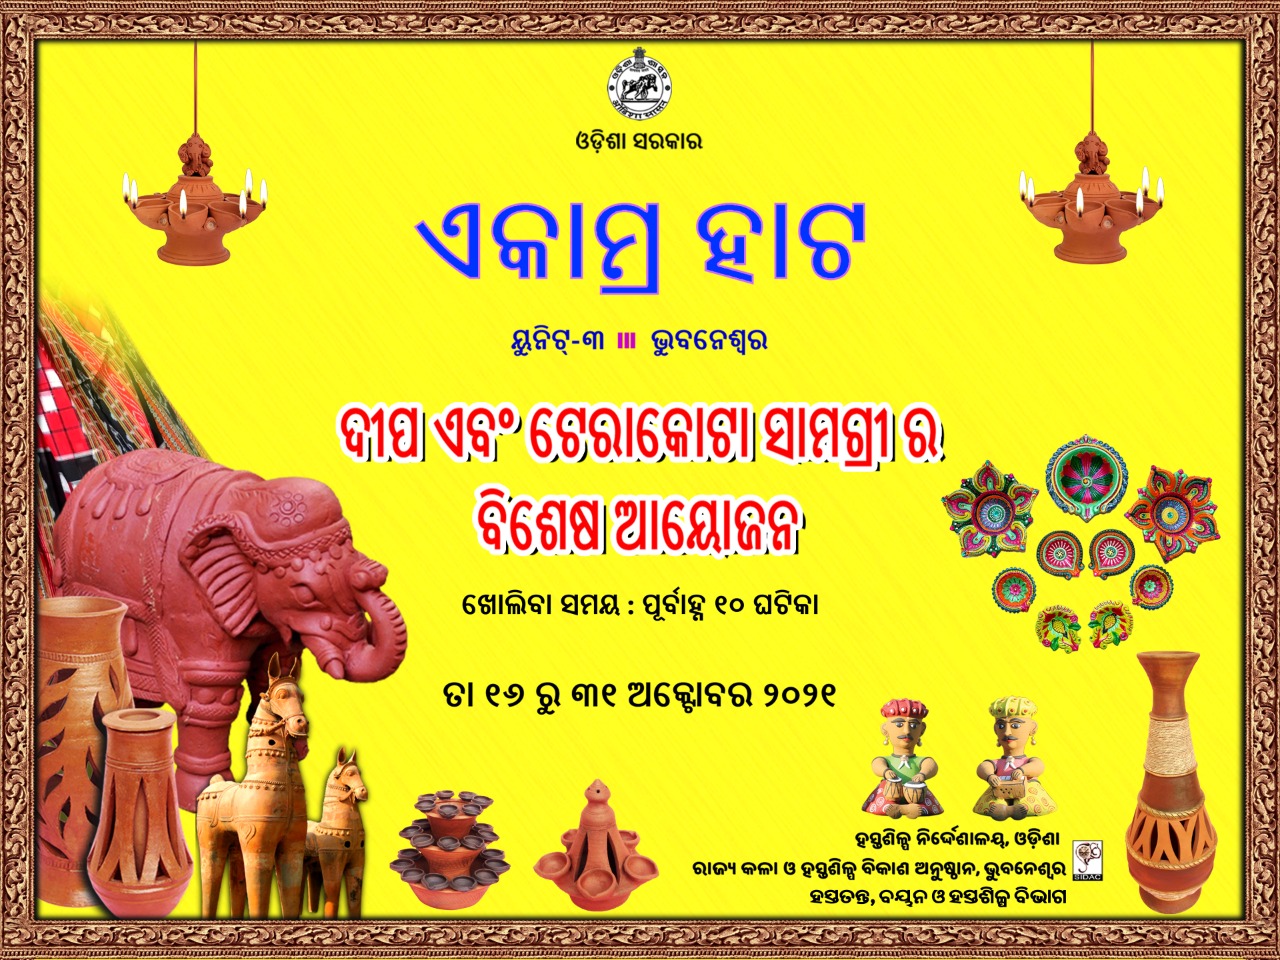 ଓଡ଼ିଶା ସରକାର
ଏକାମ୍ର ହାଟ
ୟୁନିଟ୍-୩ III ଭୁବନେଶ୍ୱର
ଦୀପ ଏବଂ ଟେରାକୋଟା ସାମଗ୍ରୀ ର
ବିଶେଷ ଆୟୋଜନ
ଖୋଲିବା ସମୟ : ପୂର୍ବାହ୍ନ ୧୦ ଘଟିକା
ତା ୧୬ ରୁ ୩୧ ଅକ୍ଟୋବର ୨୦୨୧
ହସ୍ତଶିଳ୍ପ ନିର୍ଦ୍ଦେଶାଳୟ, ଓଡ଼ିଶା
ରାଜ୍ୟ କଳା ଓ ହସ୍ତଶିଳ୍ପ ବିକାଶ ଅନୁଷ୍ଠାନ, ଭୁବନେଶ୍ୱର
SIDAC
ହସ୍ତତନ୍ତ, ବୟନ ଓ ହସ୍ତଶିଳ୍ପ ବିଭାଗ